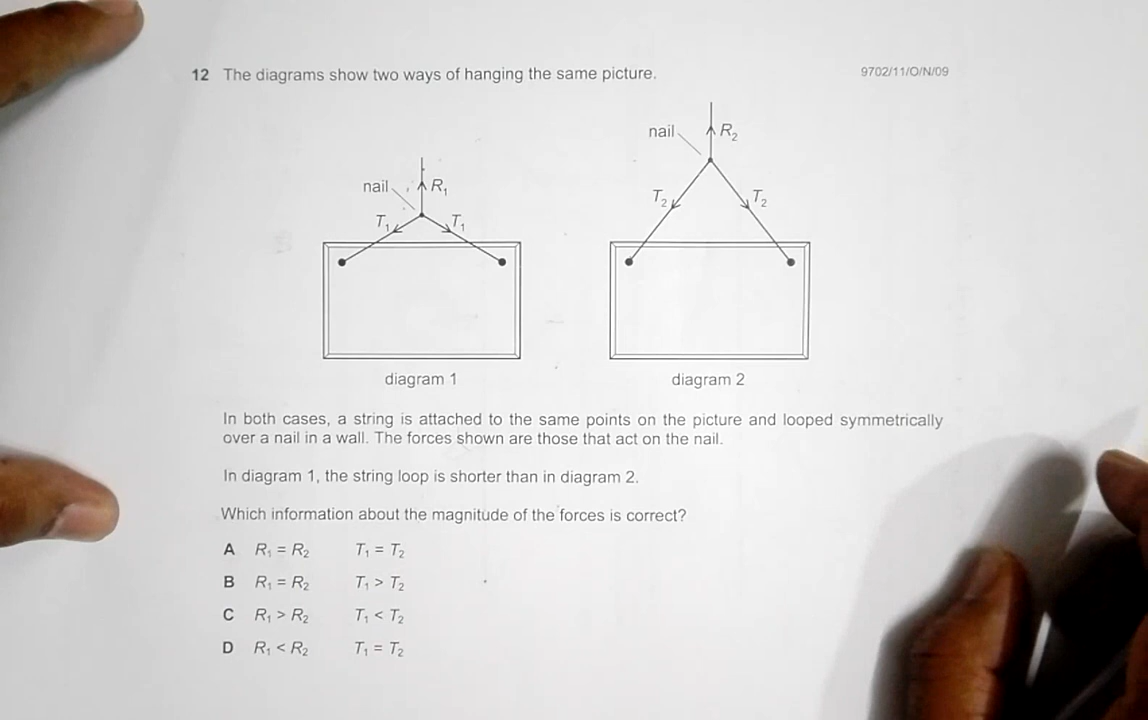 12 The diagrams show two ways of hanging the same picture. 9702/11/O/N/09
nail R₂
nail R₁
T₂ T₂
T₁ T₁
diagram 1 diagram 2
In both cases, a string is attached to the same points on the picture and looped symmetrically
over a nail in a wall. The forces shown are those that act on the nail.
In diagram 1, the string loop is shorter than in diagram 2.
Which information about the magnitude of the forces is correct?
A R₁ = R₂ T₁ = T₂
B R₁ = R₂ T₁ > T₂
C R₁ > R₂ T₁ < T₂
D R₁ < R₂ T₁ = T₂